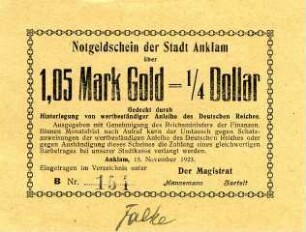 Notgeldschein der Stadt Anklam
über
1,05 Mark Gold = 1/4 Dollar
Gedeckt durch
Hinterlegung von wertbeständiger Anleihe des Deutschen Reiches.
Ausgegeben mit Genehmigung des Reichsministers der Finanzen.
Binnen Monatsfrist nach Aufruf kann der Umtausch gegen Schatz-
anweisungen der wertbeständigen Anleihe des Deutschen Reiches oder
gegen Aushändigung dieses Scheines die Zahlung eines gleichwertigen
Barbetrages bei unserer Stadtkasse verlangt werden.
Anklam, 15. November 1923.
Eingetragen im Verzeichnis unter
Der Magistrat
B Nr. 154
Hannemann Bartelt
Falke